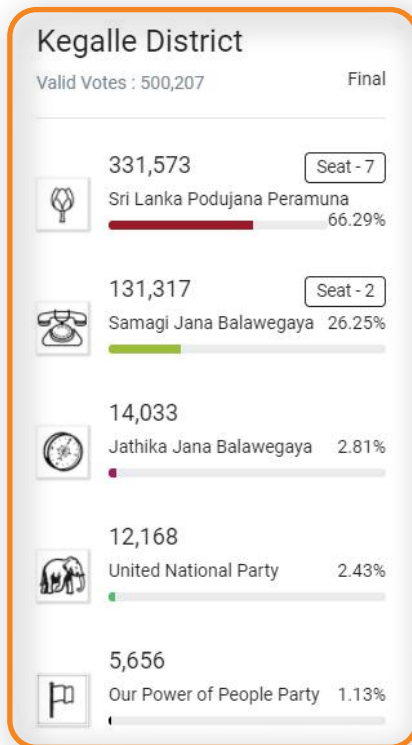 Kegalle District
Valid Votes : 500,207 Final
331,573 Seat - 7
Sri Lanka Podujana Peramuna
66.29%
131,317 Seat - 2
Samagi Jana Balawegaya 26.25%
14,033
Jathika Jana Balawegaya 2.81%
12,168
United National Party 2.43%
5,656
Our Power of People Party 1.13%